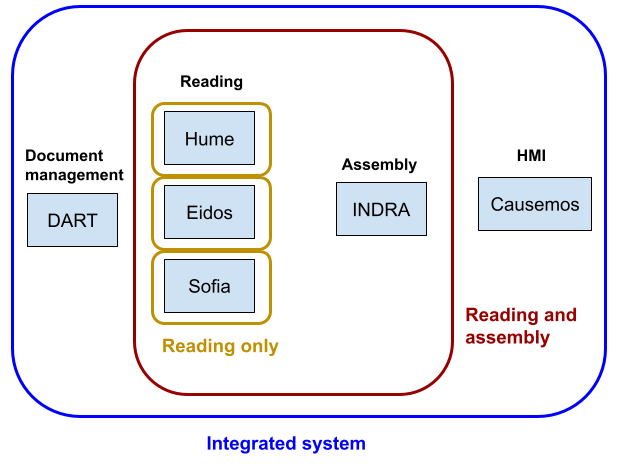 Reading
Hume
Document
management
DART
Eidos
Assembly
INDRA
HMI
Causemos
Sofia
Reading only
Reading and
assembly
Integrated system